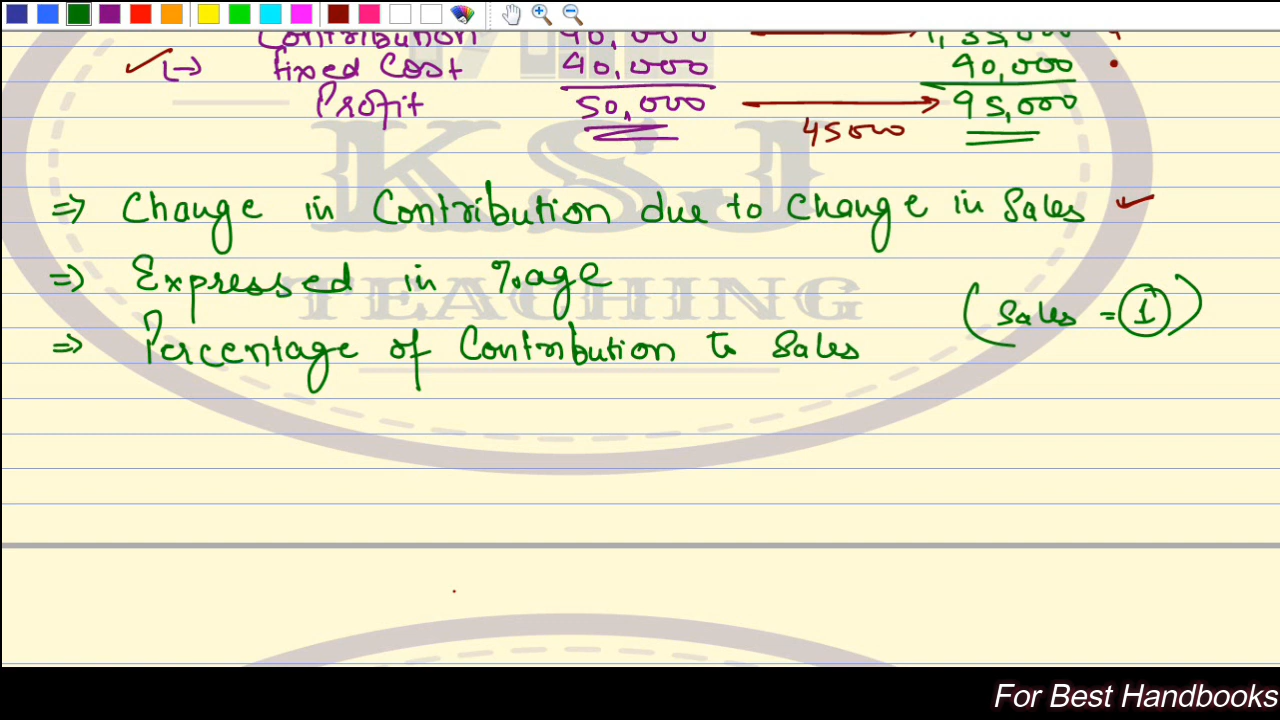 Contribution 90,000 1,35,000
↳ Fixed Cost 40,000 40,000
Profit 50,000 95,000
45000
⇒ Change in Contribution due to change in Sales ✓
⇒ Expressed in %age
(Sales = 1)
⇒ Percentage of Contribution to Sales
KSJ
TEACHING
For Best Handbooks